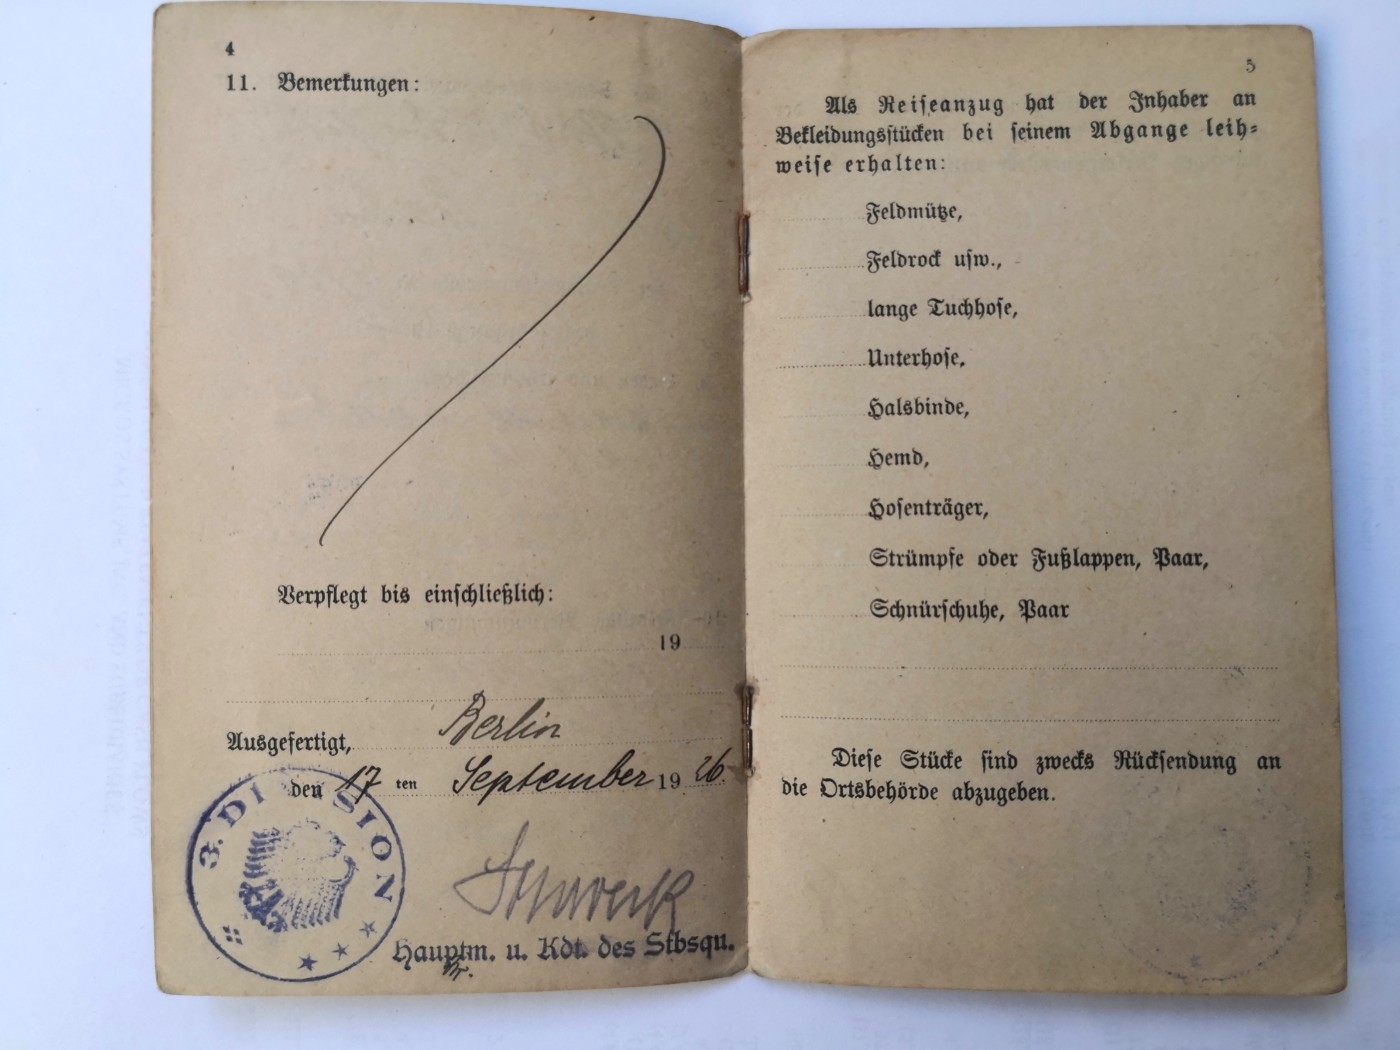 4
11. Bemerkungen:
Verpflegt bis einschließlich:
19
Ausgefertigt, Berlin
den 17 ten September 19 26.
3. DIVISION
Hauptm. u. Kdt. des Stbsqu.
5
Als Reiseanzug hat der Inhaber an
Bekleidungsstücken bei seinem Abgange leih-
weise erhalten:
Feldmütze,
Feldrock usw.,
lange Tuchhose,
Unterhose,
Halsbinde,
Hemd,
Hosenträger,
Strümpfe oder Fußlappen, Paar,
Schnürschuhe, Paar
Diese Stücke sind zwecks Rücksendung an
die Ortsbehörde abzugeben.